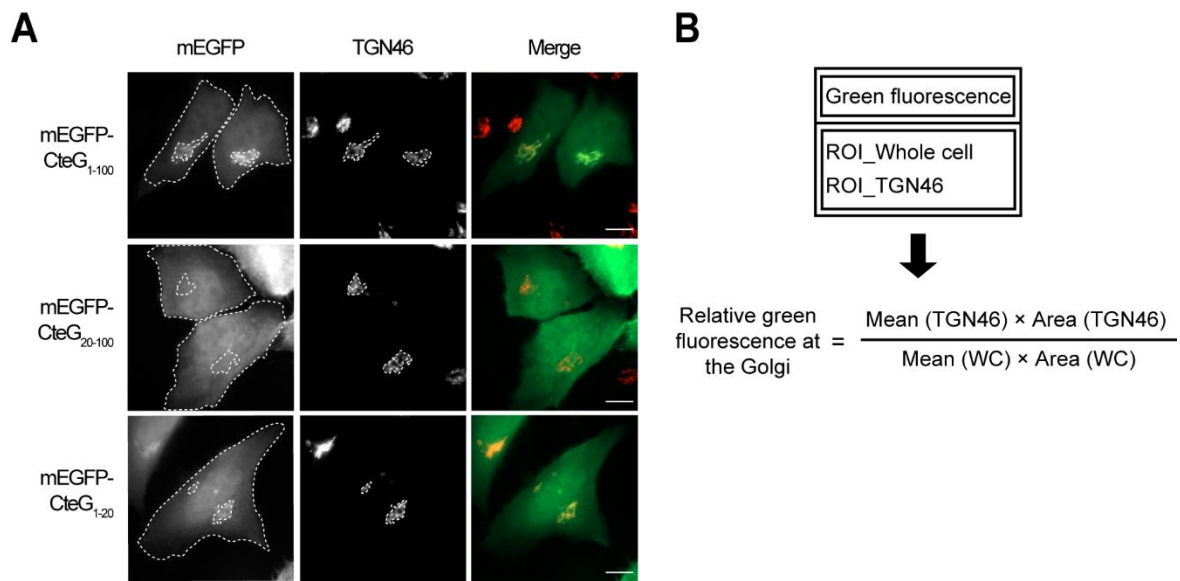 A
mEGFP
TGN46
Merge
mEGFP-
CteG1-100
mEGFP-
CteG20-100
mEGFP-
CteG1-20
B
Green fluorescence
ROI_Whole cell
ROI_TGN46
Relative green
fluorescence at
the Golgi
=
Mean (TGN46) × Area (TGN46)
Mean (WC) × Area (WC)